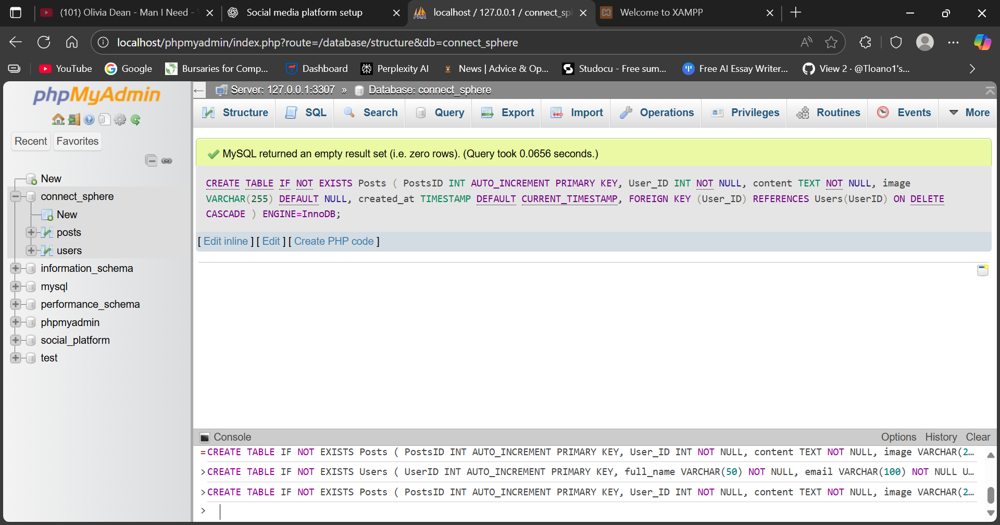 (101) Olivia Dean - Man I Need -
Social media platform setup
localhost / 127.0.0.1 / connect_sp
Welcome to XAMPP
localhost/phpmyadmin/index.php?route=/database/structure&db=connect_sphere
YouTube
Google
Bursaries for Comp...
Dashboard
Perplexity AI
News | Advice & Op...
Studocu - Free sum...
Free AI Essay Writer...
View 2 · @Tloano1's...
phpMyAdmin
Recent
Favorites
New
connect_sphere
New
posts
users
information_schema
mysql
performance_schema
phpmyadmin
social_platform
test
Server: 127.0.0.1:3307 » Database: connect_sphere
Structure
SQL
Search
Query
Export
Import
Operations
Privileges
Routines
Events
More
MySQL returned an empty result set (i.e. zero rows). (Query took 0.0656 seconds.)
CREATE TABLE IF NOT EXISTS Posts ( PostsID INT AUTO_INCREMENT PRIMARY KEY, User_ID INT NOT NULL, content TEXT NOT NULL, image
VARCHAR(255) DEFAULT NULL, created_at TIMESTAMP DEFAULT CURRENT_TIMESTAMP, FOREIGN KEY (User_ID) REFERENCES Users(UserID) ON DELETE
CASCADE ) ENGINE=InnoDB;
[ Edit inline ] [ Edit ] [ Create PHP code ]
Console
Options
History
Clear
=CREATE TABLE IF NOT EXISTS Posts ( PostsID INT AUTO_INCREMENT PRIMARY KEY, User_ID INT NOT NULL, content TEXT NOT NULL, image VARCHAR(2...
>CREATE TABLE IF NOT EXISTS Users ( UserID INT AUTO_INCREMENT PRIMARY KEY, full_name VARCHAR(50) NOT NULL, email VARCHAR(100) NOT NULL U...
>CREATE TABLE IF NOT EXISTS Posts ( PostsID INT AUTO_INCREMENT PRIMARY KEY, User_ID INT NOT NULL, content TEXT NOT NULL, image VARCHAR(2...
>